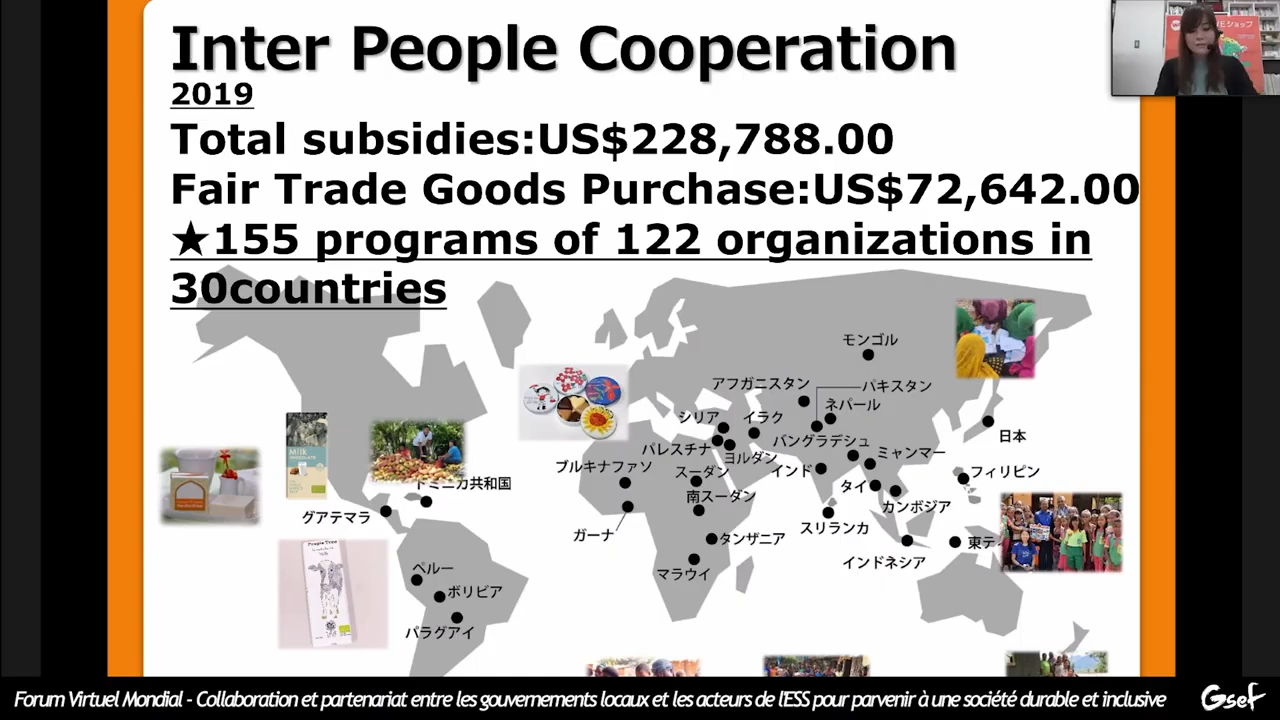 Inter People Cooperation
2019
Total subsidies:US$228,788.00
Fair Trade Goods Purchase:US$72,642.00
★155 programs of 122 organizations in
30countries
モンゴル
アフガニスタン
パキスタン
ネパール
シリア
イラク
日本
パレスチナ
ヨルダン
バングラデシュ
ミャンマー
ブルキナファソ
スーダン
インド
フィリピン
ドミニカ共和国
タイ
南スーダン
カンボジア
グアテマラ
ガーナ
スリランカ
タンザニア
東テ
インドネシア
マラウイ
ペルー
ボリビア
パラグアイ
Milk
People Tree
Forum Virtuel Mondial - Collaboration et partenariat entre les gouvernements locaux et les acteurs de l'ESS pour parvenir à une société durable et inclusive
Gsef